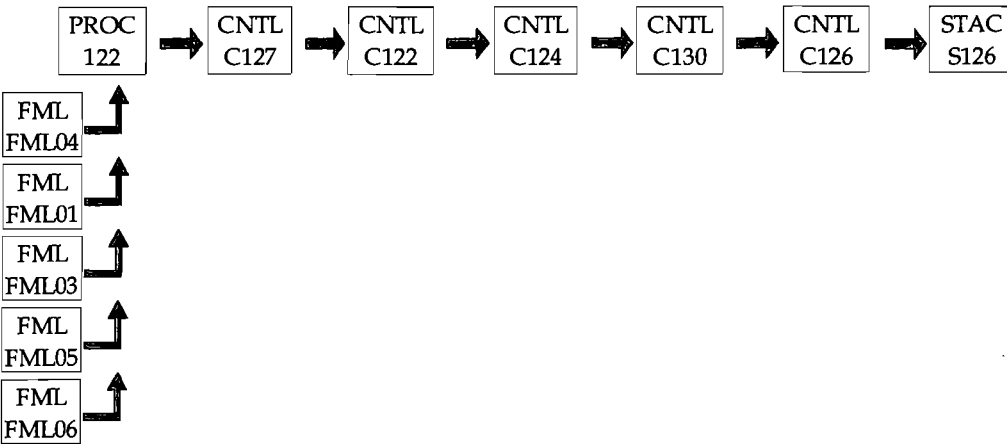 PROC
122
CNTL
C127
CNTL
C122
CNTL
C124
CNTL
C130
CNTL
C126
STAC
S126
FML
FML04
FML
FML01
FML
FML03
FML
FML05
FML
FML06